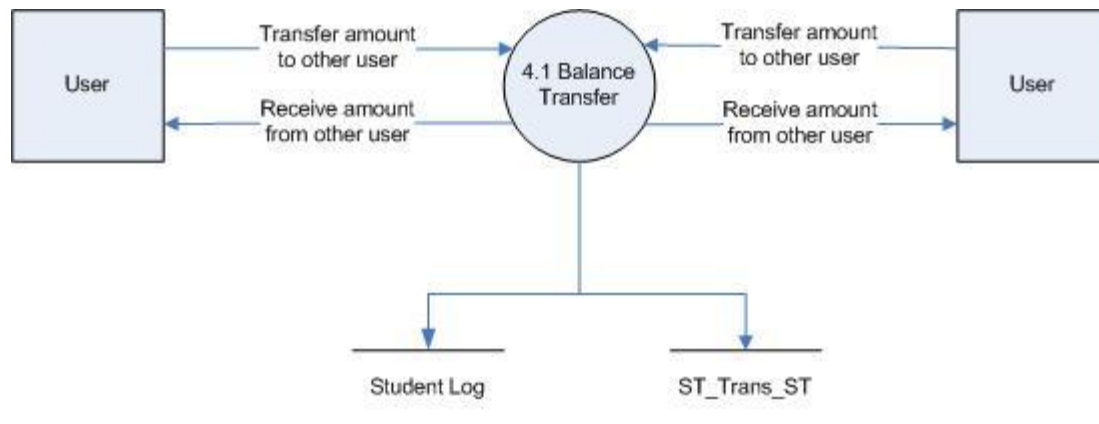 User
Transfer amount
to other user
Receive amount
from other user
4.1 Balance
Transfer
Transfer amount
to other user
Receive amount
from other user
User
Student Log
ST_Trans_ST